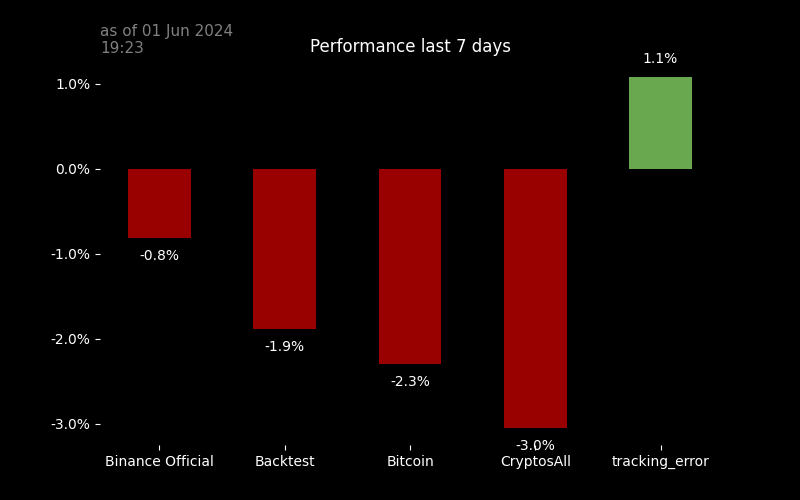 as of 01 Jun 2024
19:23
Performance last 7 days
1.1%
1.0%
0.0%
-1.0%
-2.0%
-3.0%
-0.8%
-1.9%
-2.3%
-3.0%
Binance Official
Backtest
Bitcoin
CryptosAll
tracking_error